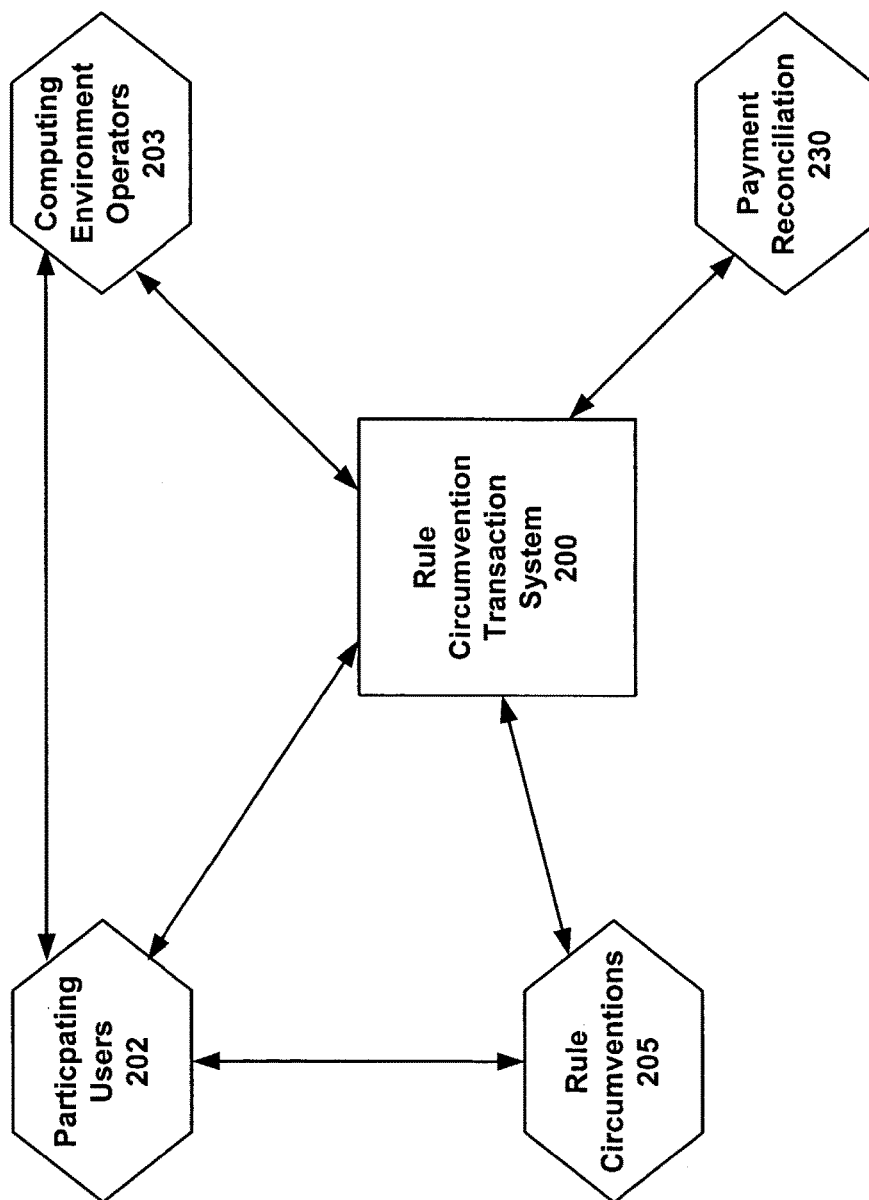 Particpating
Users
202
Computing
Environment
Operators
203
Rule
Circumvention
Transaction
System
200
Rule
Circumventions
205
Payment
Reconciliation
230